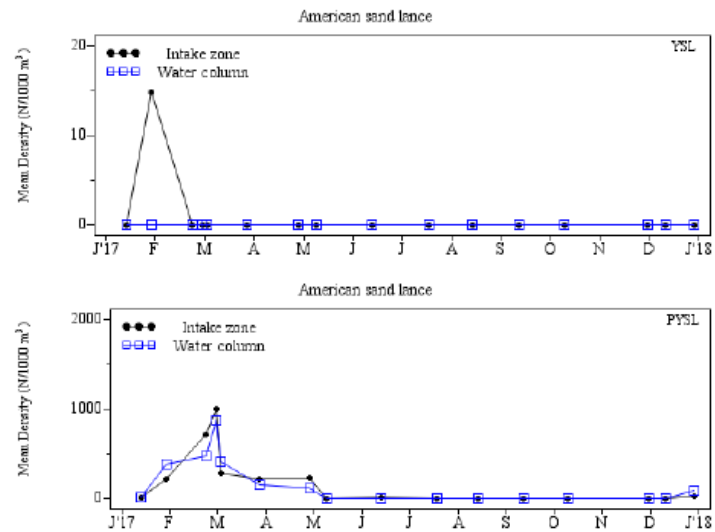 American sand lance
YSL
Intake zone
Water column
Mean Density (N/1000 m³)
20
10
0
J'17 F M A M J J A S O N D J'18
American sand lance
PYSL
Intake zone
Water column
Mean Density (N/1000 m³)
2000
1000
0
J'17 F M A M J J A S O N D J'18